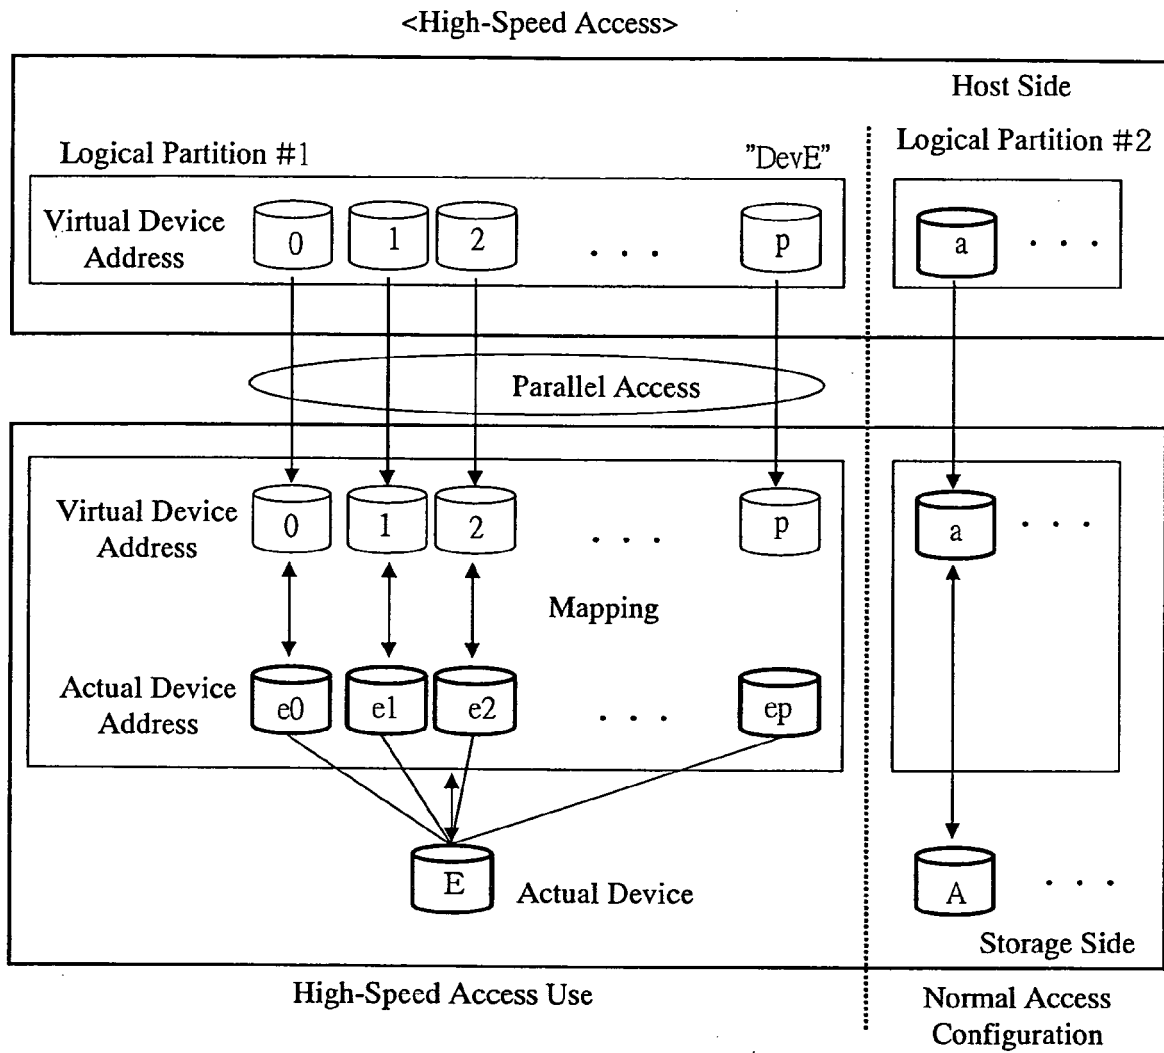 <High-Speed Access>
Host Side
Logical Partition #1
"DevE"
Logical Partition #2
Virtual Device
Address
0
1
2
. . .
p
a
. . .
Parallel Access
Virtual Device
Address
0
1
2
. . .
p
a
. . .
Mapping
Actual Device
Address
e0
e1
e2
. . .
ep
E
Actual Device
A
. . .
Storage Side
High-Speed Access Use
Normal Access
Configuration